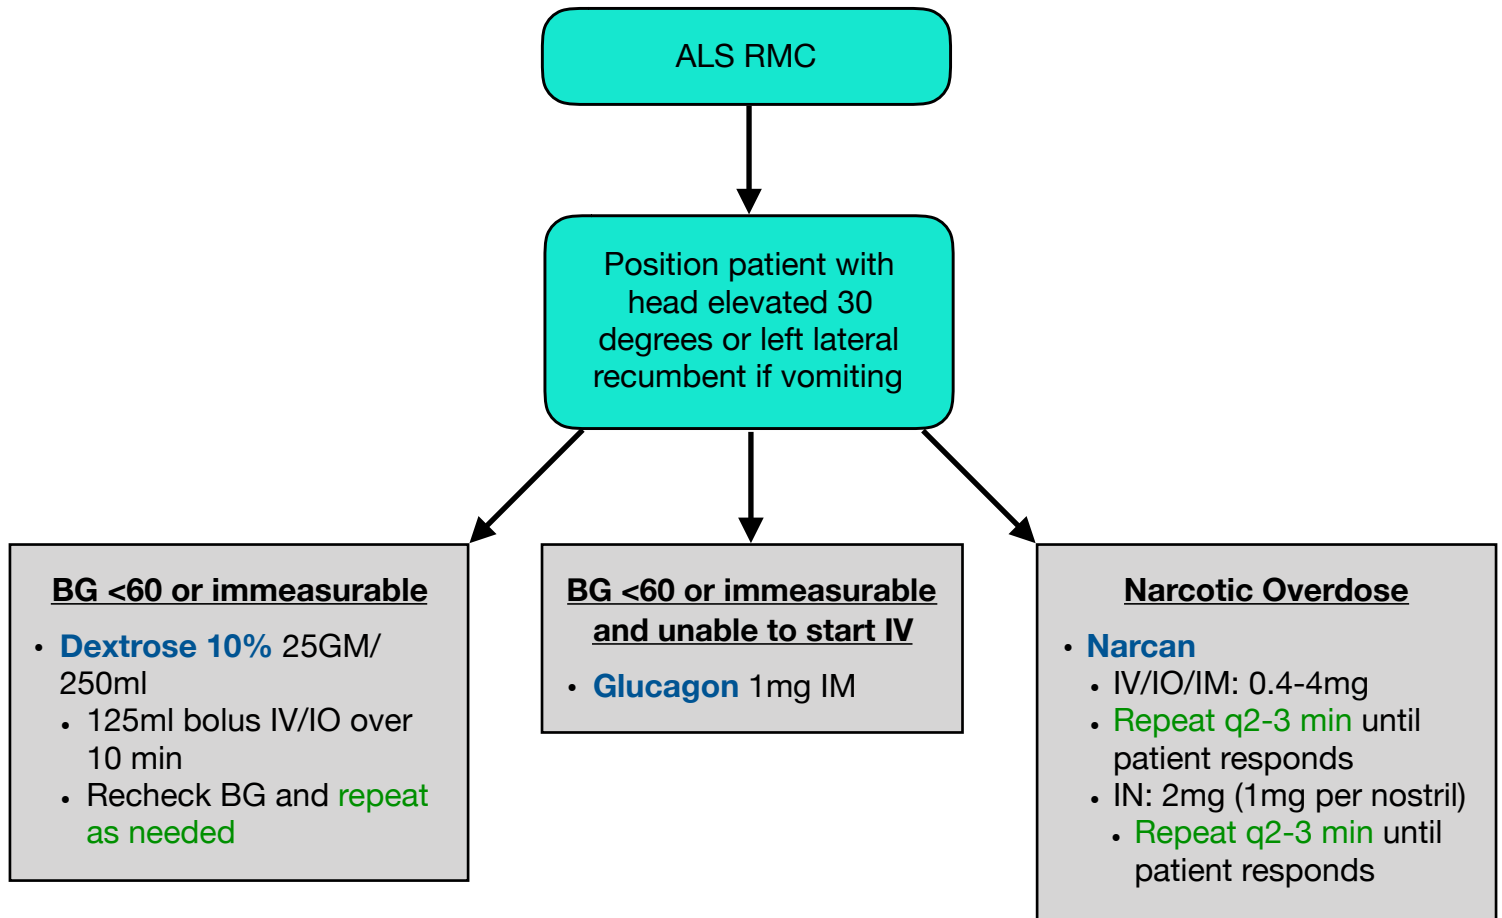 ALS RMC
Position patient with
head elevated 30
degrees or left lateral
recumbent if vomiting
BG <60 or immeasurable
• Dextrose 10% 25GM/
250ml
• 125ml bolus IV/IO over
10 min
• Recheck BG and repeat
as needed
BG <60 or immeasurable
and unable to start IV
• Glucagon 1mg IM
Narcotic Overdose
• Narcan
• IV/IO/IM: 0.4-4mg
• Repeat q2-3 min until
patient responds
• IN: 2mg (1mg per nostril)
• Repeat q2-3 min until
patient responds